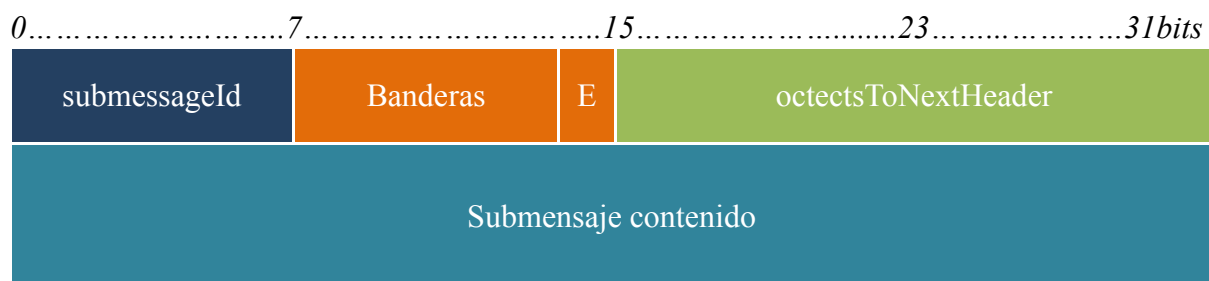 0…………….…………..7………………………..15…………………........23…......………….31bits
submessageId Banderas E octectsToNextHeader
Submensaje contenido